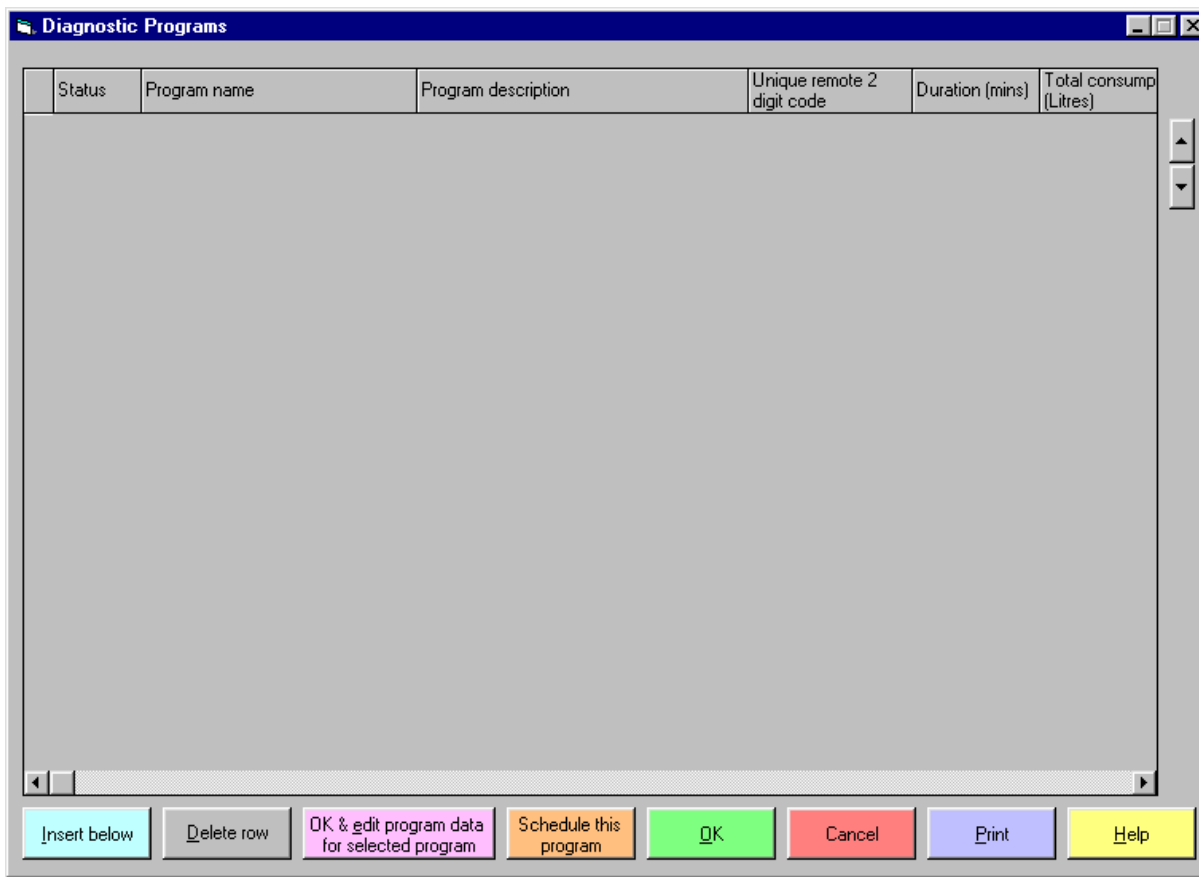 Diagnostic Programs
Status Program name Program description Unique remote 2 digit code Duration (mins) Total consump (Litres)
Insert below Delete row OK & edit program data for selected program Schedule this program OK Cancel Print Help